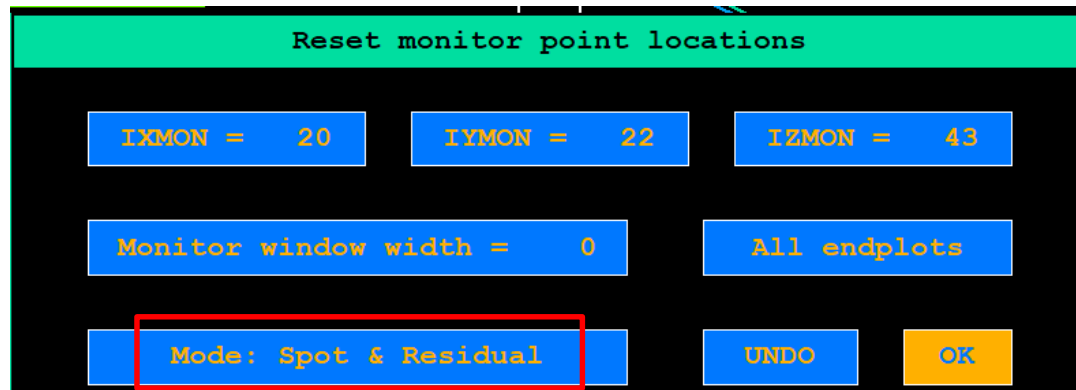 Reset monitor point locations
IXMON = 20 IYMON = 22 IZMON = 43
Monitor window width = 0 All endplots
Mode: Spot & Residual UNDO OK